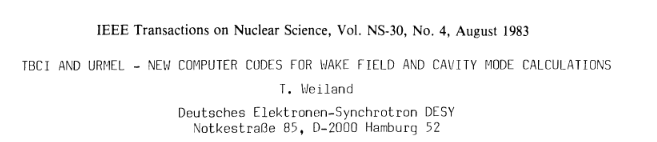 IEEE Transactions on Nuclear Science, Vol. NS-30, No. 4, August 1983
TBCI AND URMEL - NEW COMPUTER CODES FOR WAKE FIELD AND CAVITY MODE CALCULATIONS
T. Weiland
Deutsches Elektronen-Synchrotron DESY
Notkestraße 85, D-2000 Hamburg 52